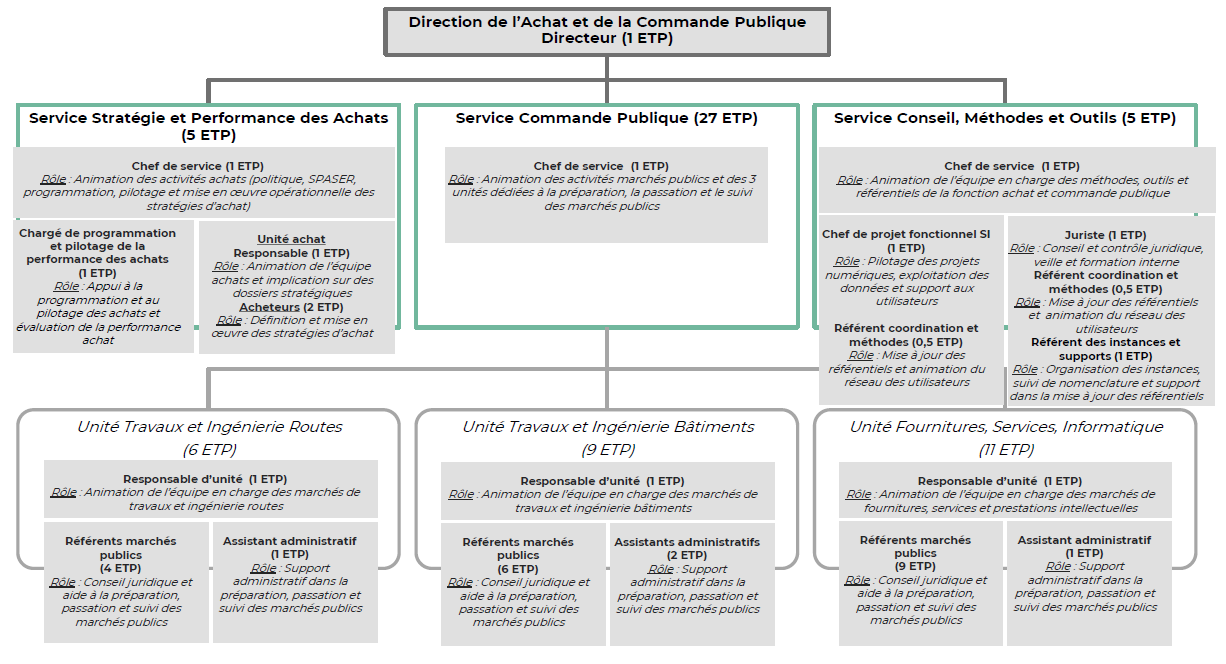 Direction de l'Achat et de la Commande Publique
Directeur (1 ETP)
Service Stratégie et Performance des Achats
(5 ETP)
Chef de service (1 ETP)
Rôle : Animation des activités achats (politique, SPASER,
programmation, pilotage et mise en œuvre opérationnelle des
stratégies d'achat)
Chargé de programmation
et pilotage de la
performance des achats
(1 ETP)
Rôle : Appui à la
programmation et au
pilotage des achats et
évaluation de la performance
achat
Unité achat
Responsable (1 ETP)
Rôle : Animation de l'équipe
achats et implication sur des
dossiers stratégiques
Acheteurs (2 ETP)
Rôle : Définition et mise en
œuvre des stratégies d'achat
Service Commande Publique (27 ETP)
Chef de service (1 ETP)
Rôle : Animation des activités marchés publics et des 3
unités dédiées à la préparation, la passation et le suivi
des marchés publics
Service Conseil, Méthodes et Outils (5 ETP)
Chef de service (1 ETP)
Rôle : Animation de l'équipe en charge des méthodes, outils et
référentiels de la fonction achat et commande publique
Chef de projet fonctionnel SI
(1 ETP)
Rôle : Pilotage des projets
numériques, exploitation des
données et support aux
utilisateurs
Référent coordination et
méthodes (0,5 ETP)
Rôle : Mise à jour des
référentiels et animation du
réseau des utilisateurs
Juriste (1 ETP)
Rôle : Conseil et contrôle juridique,
veille et formation interne
Référent coordination et
méthodes (0,5 ETP)
Rôle : Mise à jour des référentiels
et animation du réseau des
utilisateurs
Référent des instances et
supports (1 ETP)
Rôle : Organisation des instances,
suivi de nomenclature et support
dans la mise à jour des référentiels
Unité Travaux et Ingénierie Routes
(6 ETP)
Responsable d'unité (1 ETP)
Rôle : Animation de l'équipe en charge des marchés de
travaux et ingénierie routes
Référents marchés
publics
(4 ETP)
Rôle : Conseil juridique et
aide à la préparation,
passation et suivi des
marchés publics
Assistant administratif
(1 ETP)
Rôle : Support
administratif dans la
préparation, passation et
suivi des marchés publics
Unité Travaux et Ingénierie Bâtiments
(9 ETP)
Responsable d'unité (1 ETP)
Rôle : Animation de l'équipe en charge des marchés de
travaux et ingénierie bâtiments
Référents marchés
publics
(6 ETP)
Rôle : Conseil juridique et
aide à la préparation,
passation et suivi des
marchés publics
Assistants administratifs
(2 ETP)
Rôle : Support
administratif dans la
préparation, passation et
suivi des marchés publics
Unité Fournitures, Services, Informatique
(11 ETP)
Responsable d'unité (1 ETP)
Rôle : Animation de l'équipe en charge des marchés de
fournitures, services et prestations intellectuelles
Référents marchés
publics
(9 ETP)
Rôle : Conseil juridique et
aide à la préparation,
passation et suivi des
marchés publics
Assistant administratif
(1 ETP)
Rôle : Support
administratif dans la
préparation, passation et
suivi des marchés publics